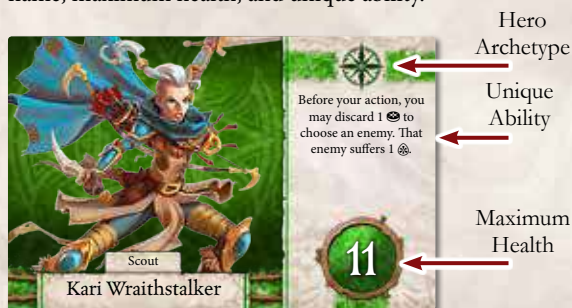 name, maximum health, and unique ability.
Hero
Archetype
Before your action, you
may discard 1 to
choose an enemy. That
enemy suffers 1 .
Unique
Ability
Maximum
Health
11
Scout
Kari Wraithstalker